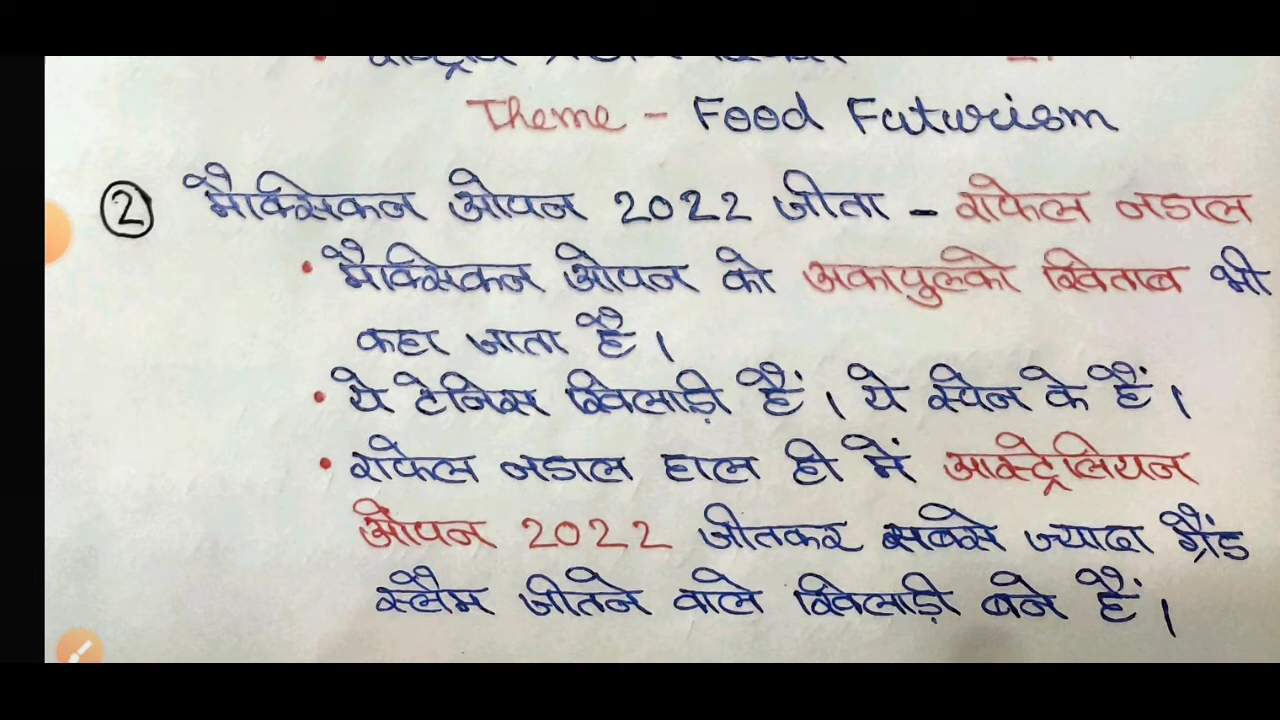 Theme - Food Futurism
② मैक्सिकन ओपन 2022 जीता - राफेल नडाल
• मैक्सिकन ओपन को अकापुल्को खिताब भी
कहा जाता है।
• ये टेनिस खिलाड़ी हैं। ये स्पेन के हैं।
• राफेल नडाल हाल ही में आस्ट्रेलियन
ओपन 2022 जीतकर सबसे ज्यादा ग्रैंड
स्लैम जीतने वाले खिलाड़ी बने हैं।